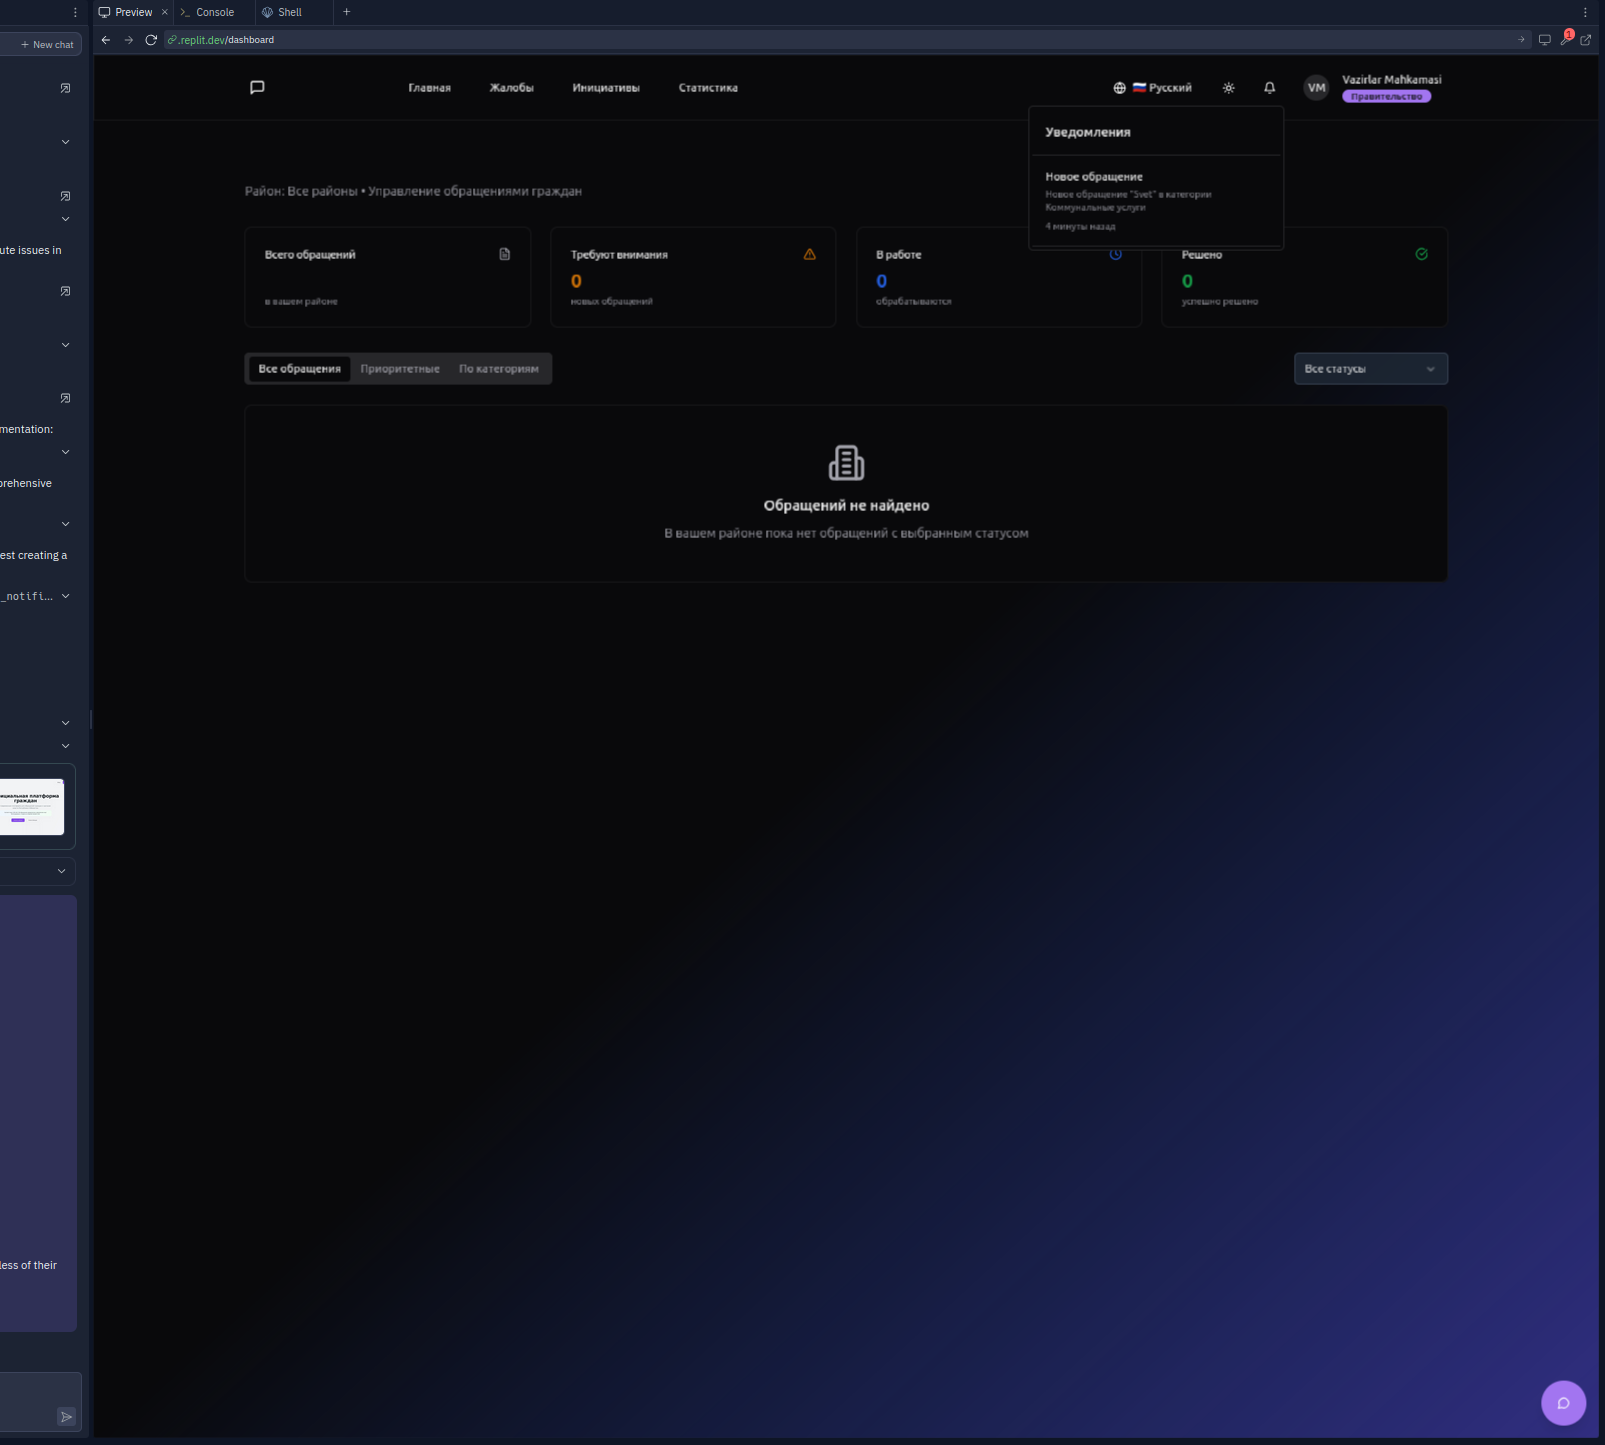 Preview
Console
Shell
New chat
.replit.dev/dashboard
1
Главная
Жалобы
Инициативы
Статистика
Русский
VM
Vazirlar Mahkamasi
Правительство
Уведомления
Новое обращение
Новое обращение "Svet" в категории
Коммунальные услуги
4 минуты назад
Район: Все районы • Управление обращениями граждан
Всего обращений
в вашем районе
Требуют внимания
0
новых обращений
В работе
0
обрабатываются
Решено
0
успешно решено
Все обращения
Приоритетные
По категориям
Все статусы
Обращений не найдено
В вашем районе пока нет обращений с выбранным статусом
ute issues in
mentation:
prehensive
est creating a
_notifi...
платформа
граждан
less of their